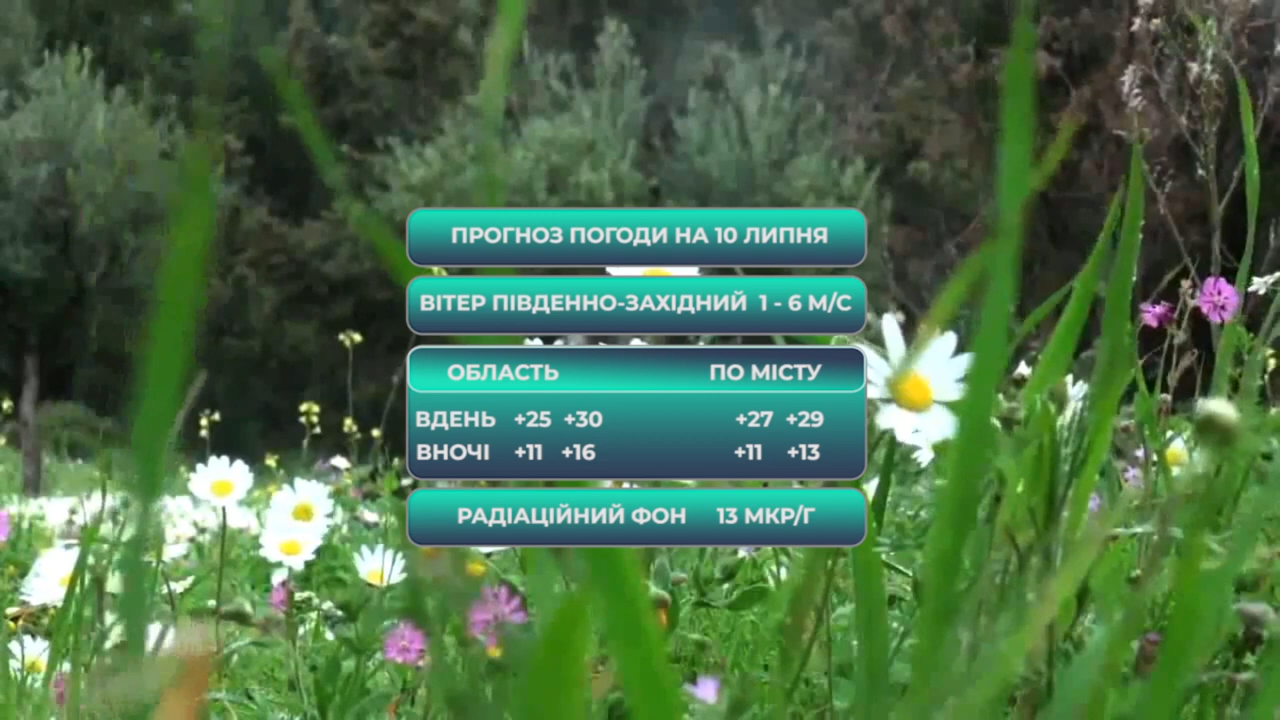 ПРОГНОЗ ПОГОДИ НА 10 ЛИПНЯ
ВІТЕР ПІВДЕННО-ЗАХІДНИЙ 1 - 6 М/С
ОБЛАСТЬ ПО МІСТУ
ВДЕНЬ +25 +30 +27 +29
ВНОЧІ +11 +16 +11 +13
РАДІАЦІЙНИЙ ФОН 13 МКР/Г